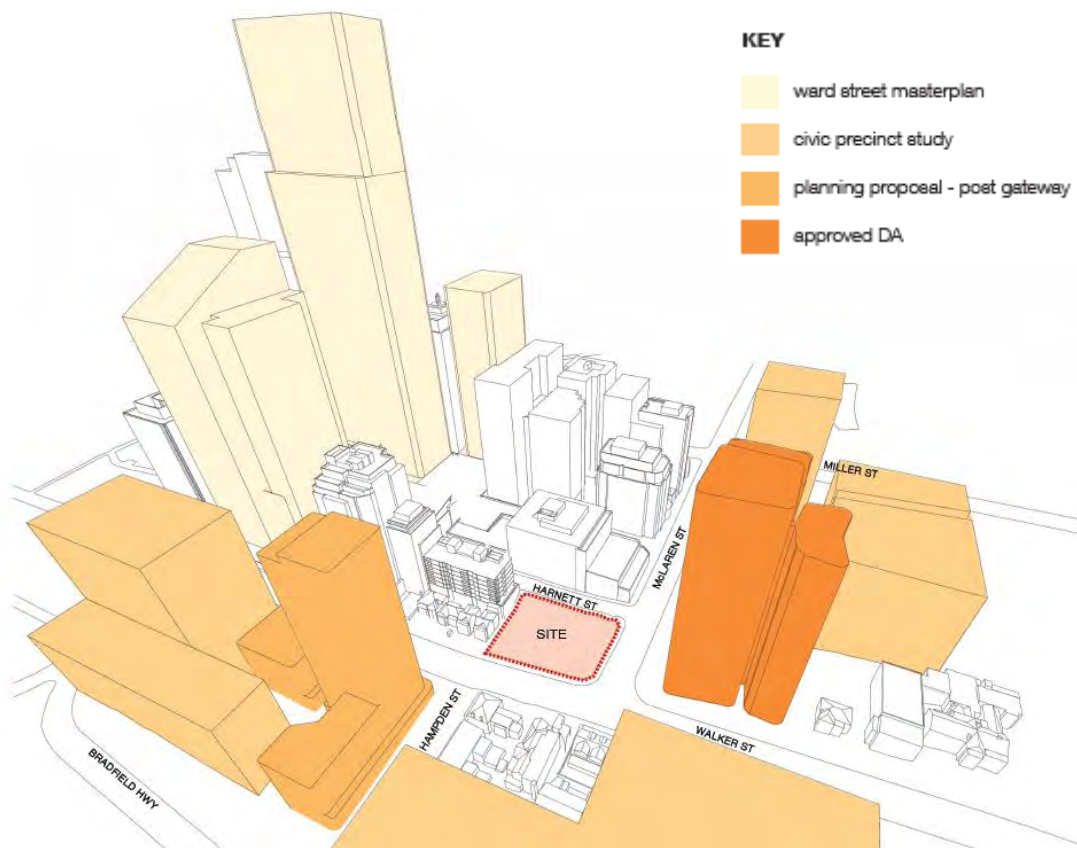 KEY
ward street masterplan
civic precinct study
planning proposal - post gateway
approved DA
MILLER ST
McLAREN ST
HARNETT ST
SITE
HAMPDEN ST
WALKER ST
BRADFIELD HWY